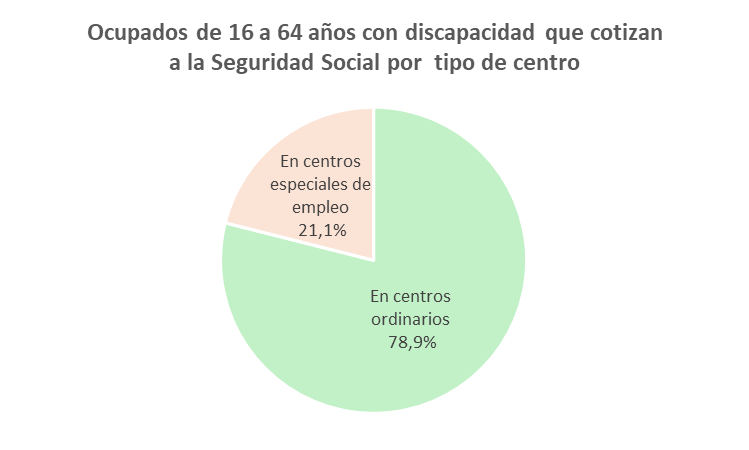 Ocupados de 16 a 64 años con discapacidad que cotizan
a la Seguridad Social por tipo de centro
En centros
especiales de
empleo
21,1%
En centros
ordinarios
78,9%